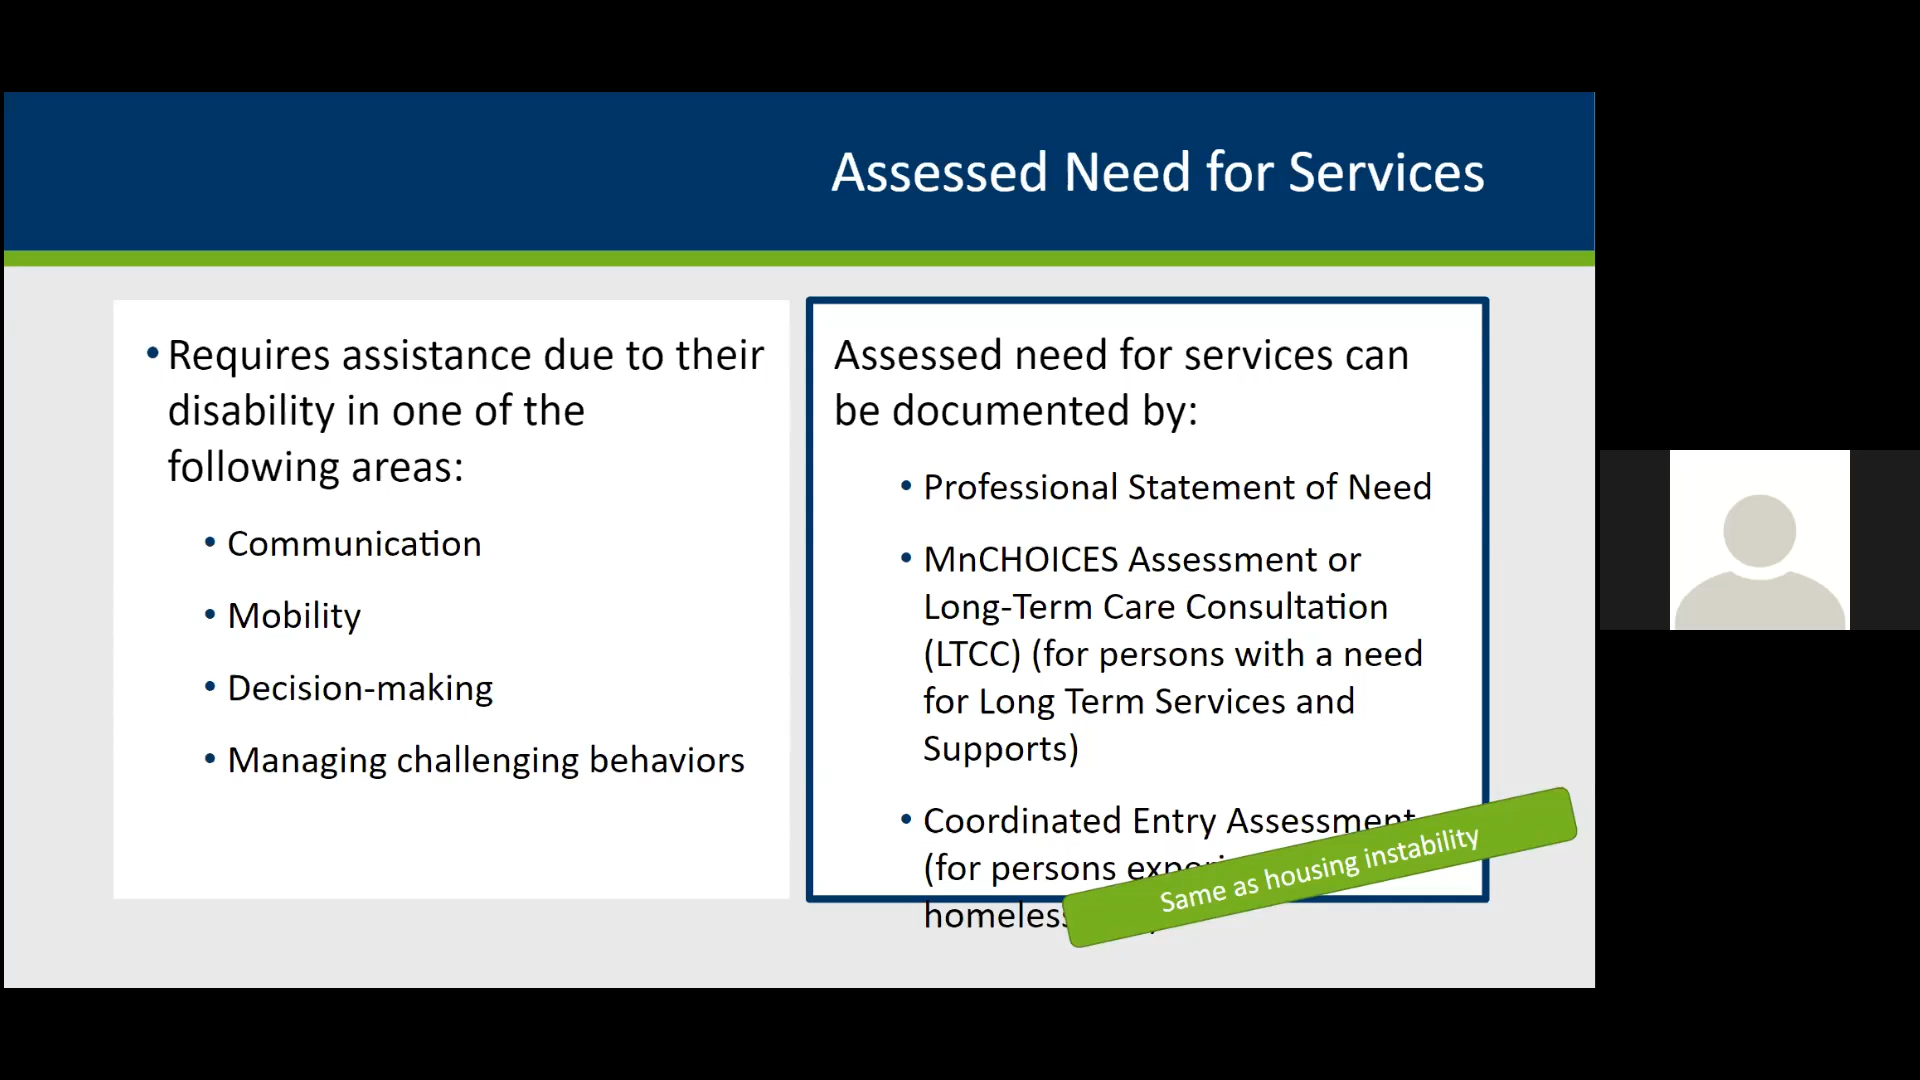 Assessed Need for Services
• Requires assistance due to their
disability in one of the
following areas:
• Communication
• Mobility
• Decision-making
• Managing challenging behaviors
Assessed need for services can
be documented by:
• Professional Statement of Need
• MnCHOICES Assessment or
Long-Term Care Consultation
(LTCC) (for persons with a need
for Long Term Services and
Supports)
• Coordinated Entry Assessment
(for persons
Same as housing instability